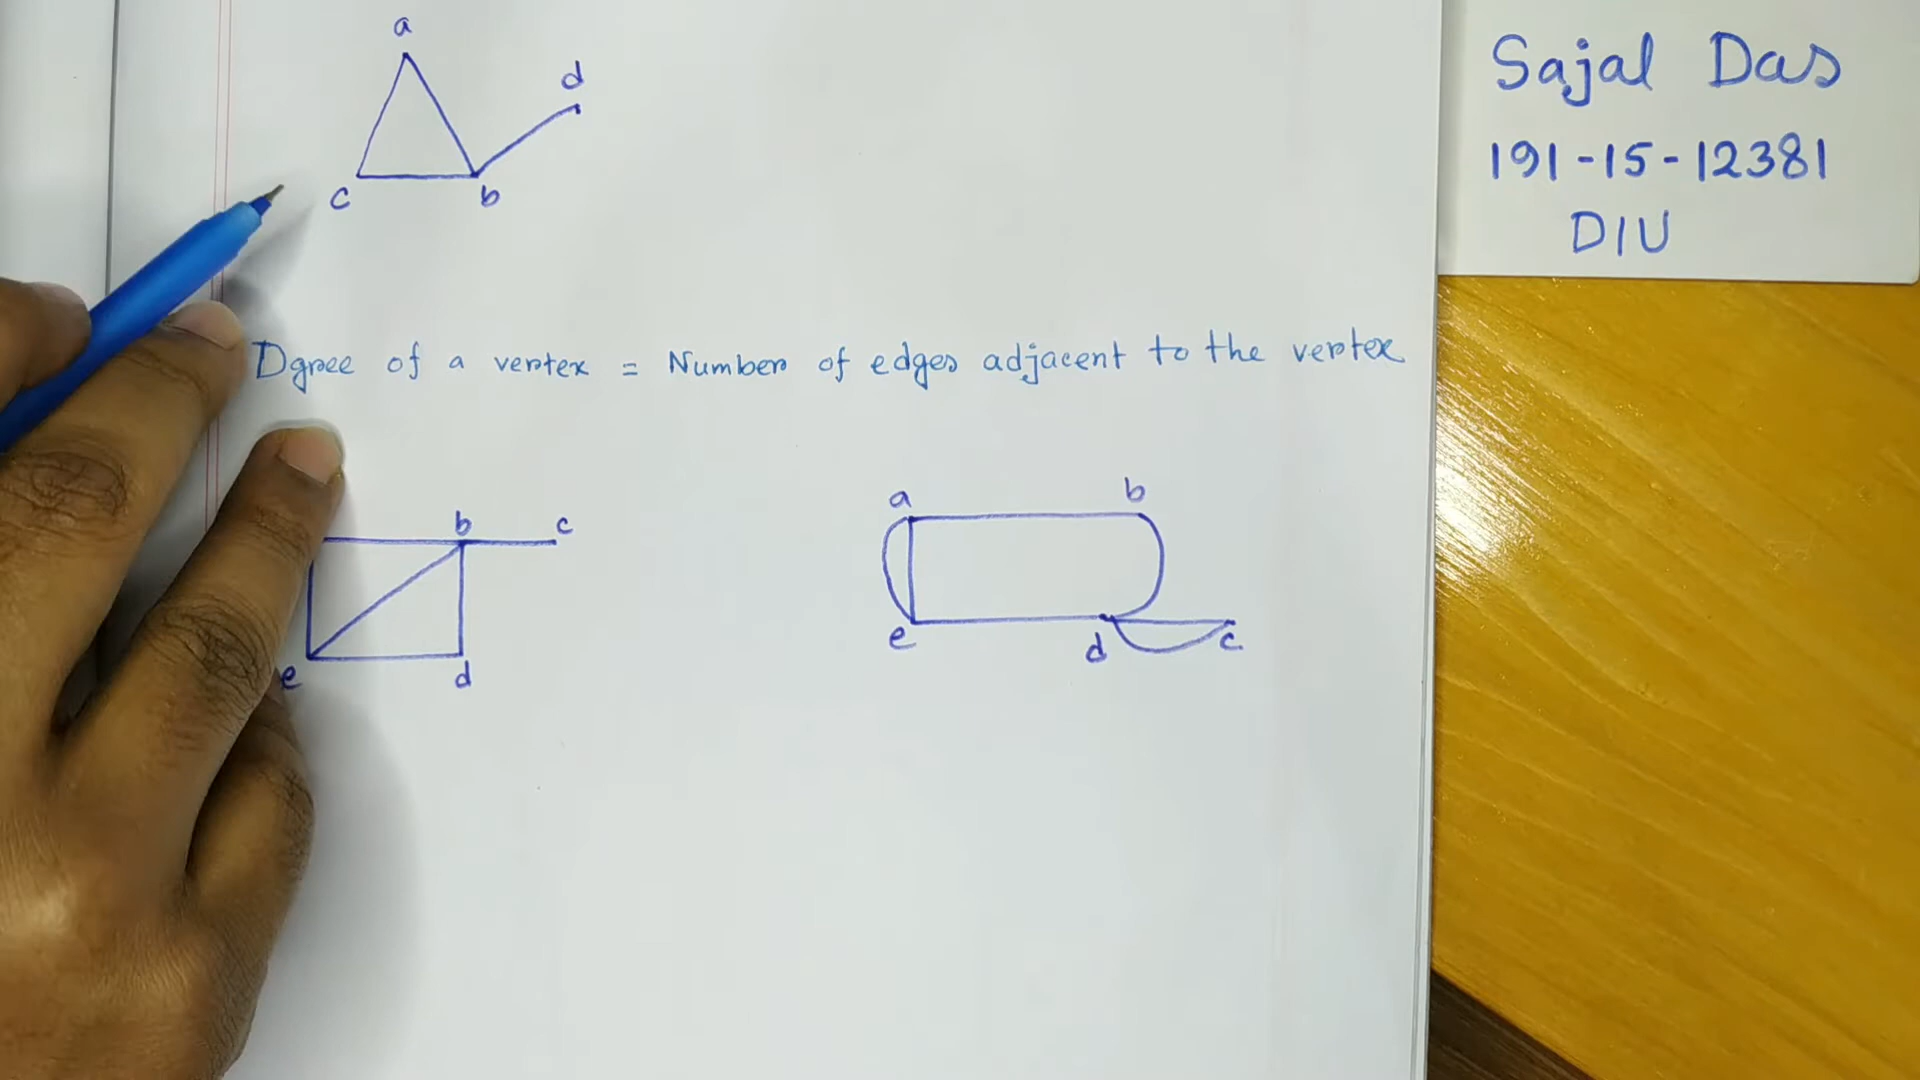 a
d
c b
Dgree of a vertex = Number of edges adjacent to the vertex
b c
e d
a b
e d c
Sajal Das
191-15-12381
DIU